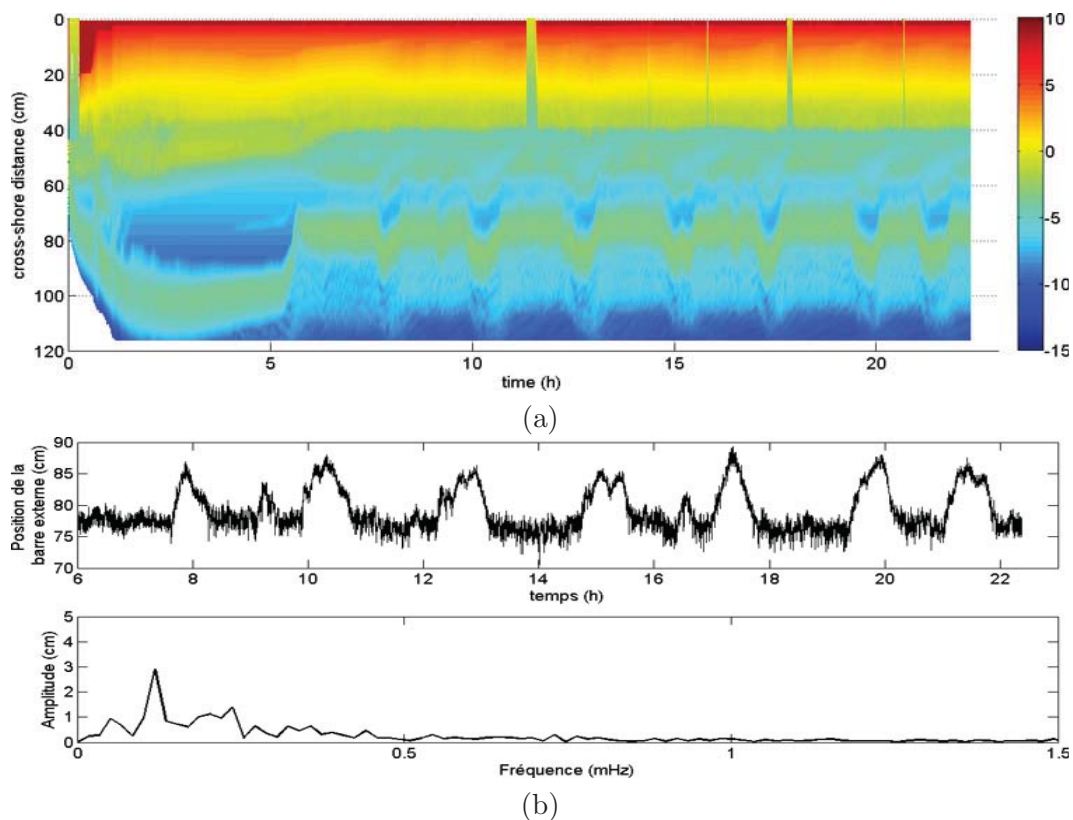 0
20
40
60
80
100
120
cross-shore distance (cm)
0 5 10 15 20
time (h)
10
5
0
-5
-10
-15
(a)
90
85
80
75
70
Position de la
barre externe (cm)
6 8 10 12 14 16 18 20 22
temps (h)
5
4
3
2
1
0
Amplitude (cm)
0 0.5 1 1.5
Fréquence (mHz)
(b)